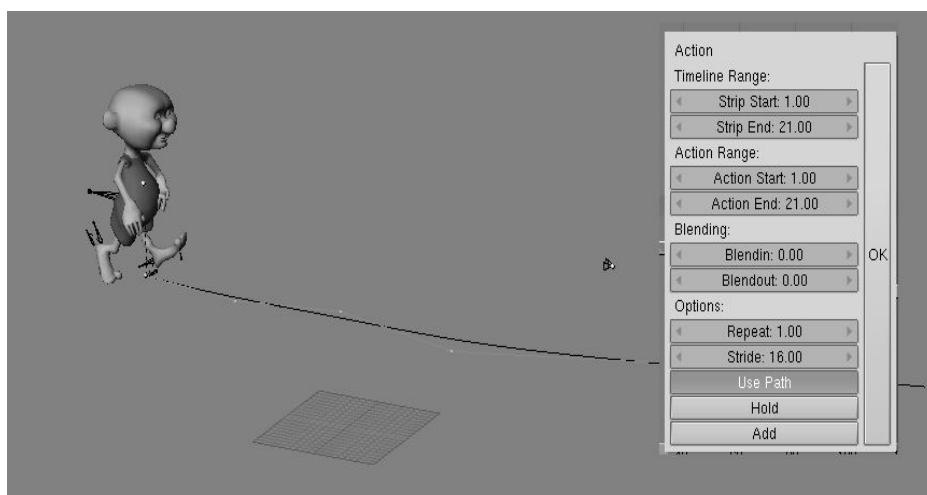 Action
Timeline Range:
Strip Start: 1.00
Strip End: 21.00
Action Range:
Action Start: 1.00
Action End: 21.00
Blending:
Blendin: 0.00
OK
Blendout: 0.00
Options:
Repeat: 1.00
Stride: 16.00
Use Path
Hold
Add